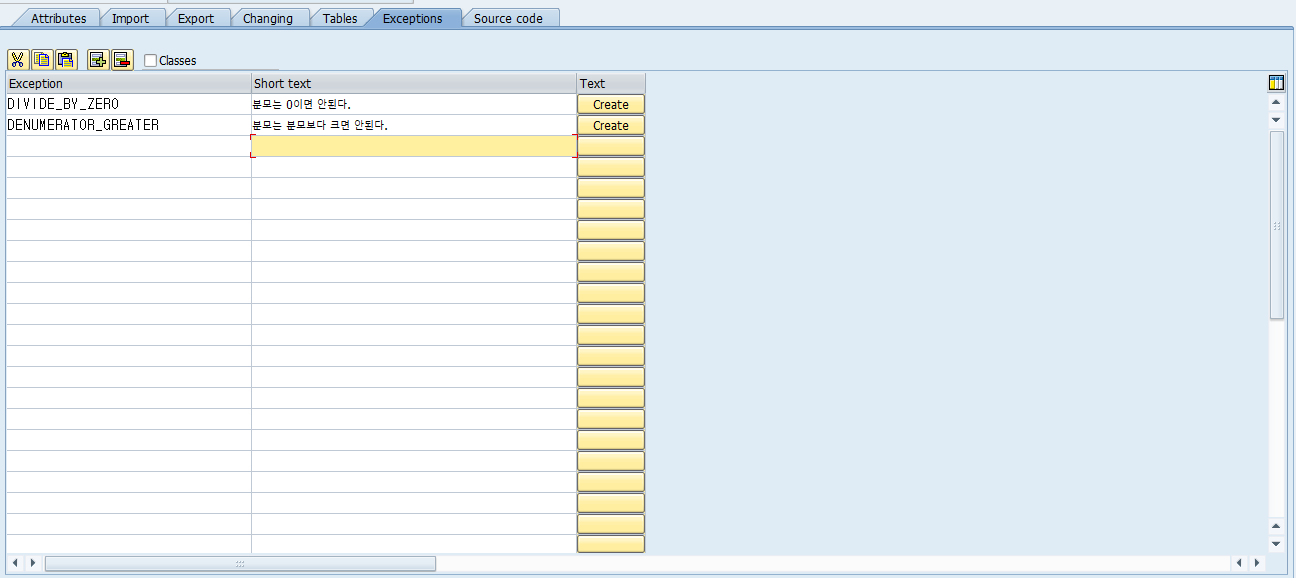 Attributes Import Export Changing Tables Exceptions Source code
Classes
Exception Short text Text
DIVIDE_BY_ZERO 분모는 0이면 안된다. Create
DENUMERATOR_GREATER 분모는 분모보다 크면 안된다. Create